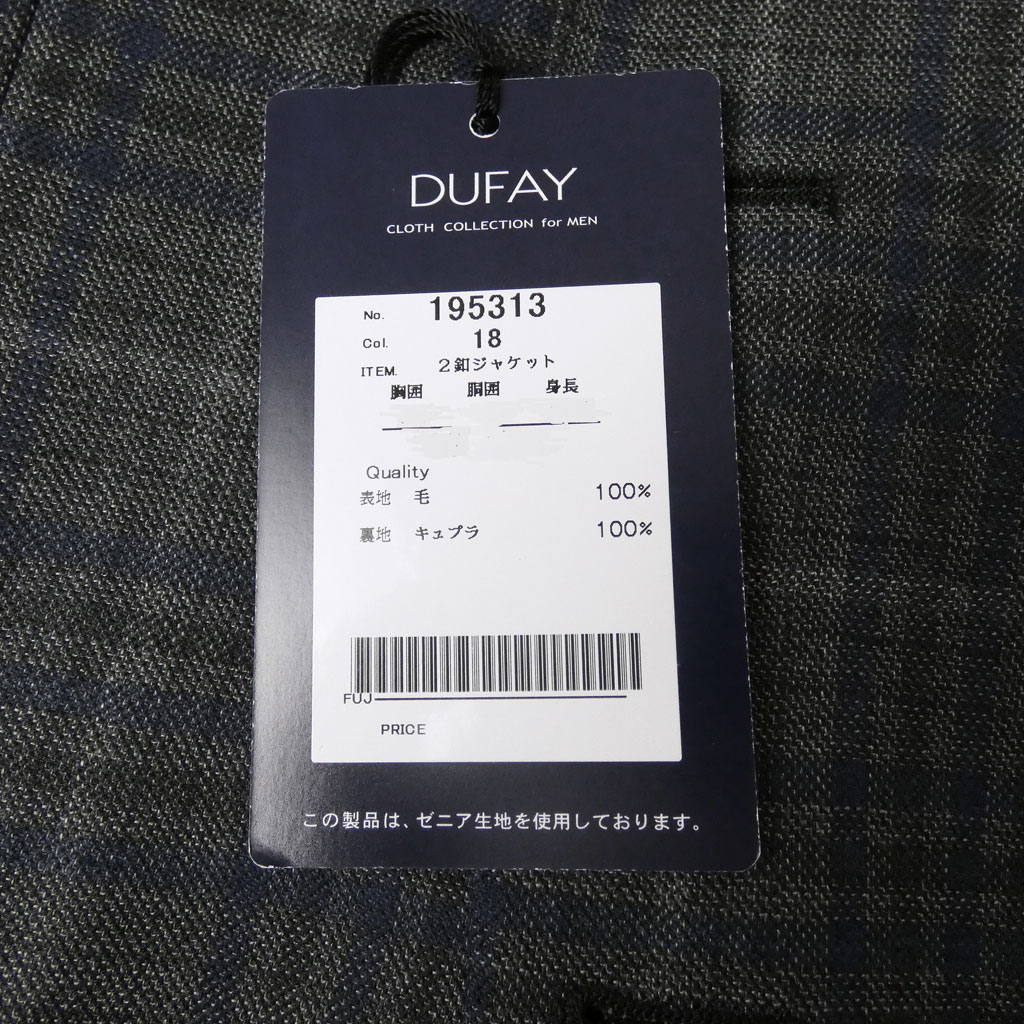 DUFAY
CLOTH COLLECTION for MEN
No. 195313
Col. 18
ITEM. 2釦ジャケット
胸囲 胴囲 身長
Quality
表地 毛 100%
裏地 キュプラ 100%
FUJ
PRICE
この製品は、ゼニア生地を使用しております。